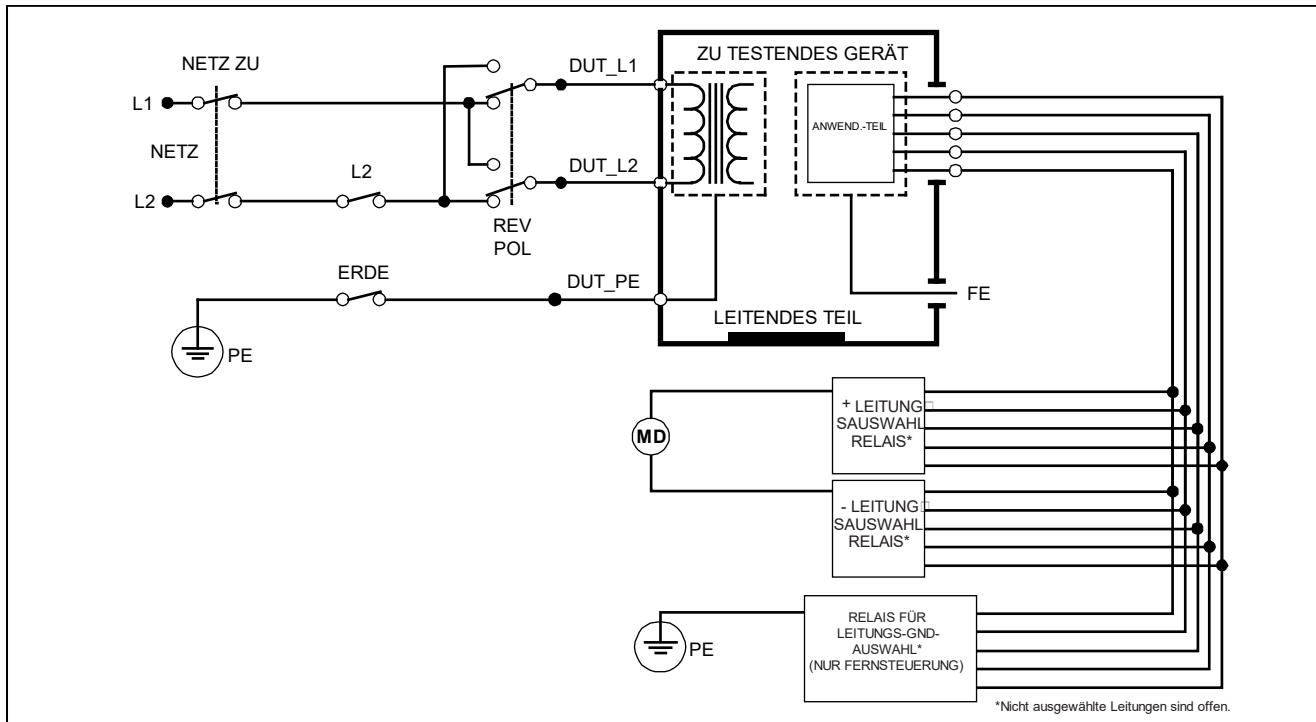 ZU TESTENDES GERÄT
NETZ ZU
DUT_L1
L1
ANWEND.-TEIL
NETZ
L2
DUT_L2
L2
REV
POL
ERDE
DUT_PE
FE
LEITENDES TEIL
PE
+ LEITUNG
SAUSWAHL
RELAIS*
MD
- LEITUNG
SAUSWAHL
RELAIS*
RELAIS FÜR
LEITUNGS-GND-
AUSWAHL*
(NUR FERNSTEUERUNG)
PE
*Nicht ausgewählte Leitungen sind offen.